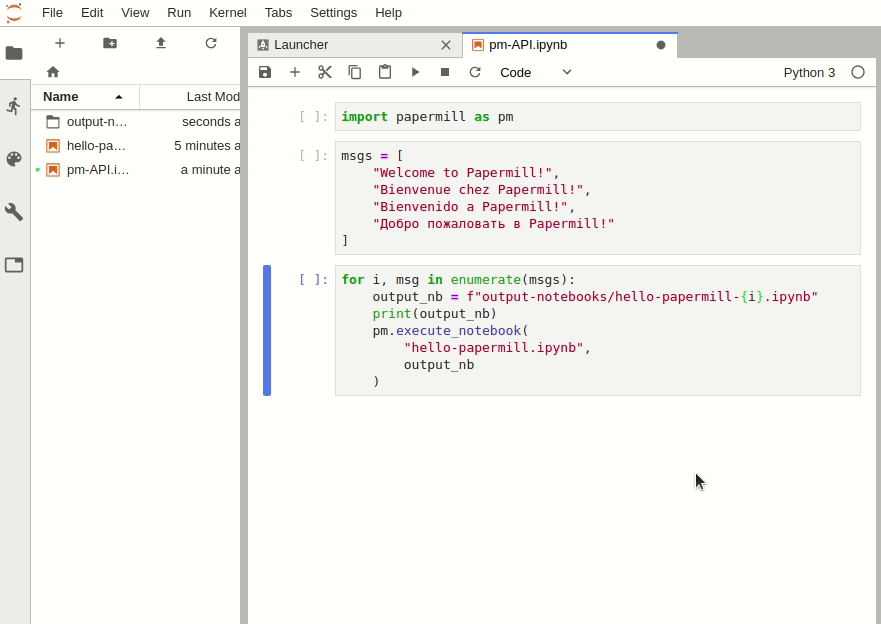 File Edit View Run Kernel Tabs Settings Help
Launcher
pm-API.ipynb
Code
Python 3
Name
Last Mod
output-n... seconds a
hello-pa... 5 minutes a
pm-API.i... a minute a
[ ]: import papermill as pm
[ ]: msgs = [
"Welcome to Papermill!",
"Bienvenue chez Papermill!",
"Bienvenido a Papermill!",
"Добро пожаловать в Papermill!"
]
[ ]: for i, msg in enumerate(msgs):
output_nb = f"output-notebooks/hello-papermill-{i}.ipynb"
print(output_nb)
pm.execute_notebook(
"hello-papermill.ipynb",
output_nb
)